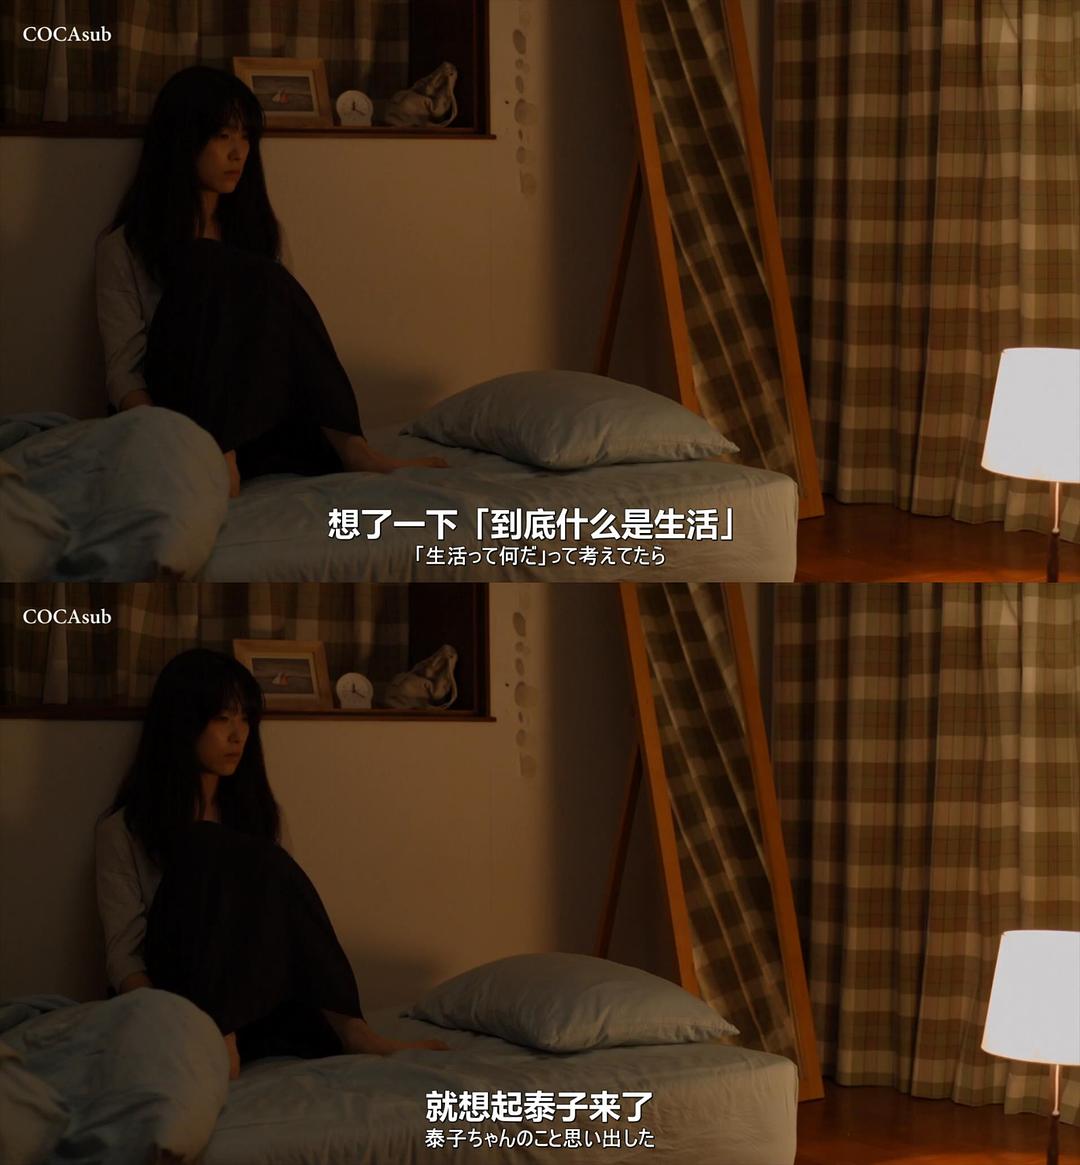 COCAsub
想了一下「到底什么是生活」
「生活って何だ」って考えてたら
COCAsub
就想起泰子来了
泰子ちゃんのこと思い出した